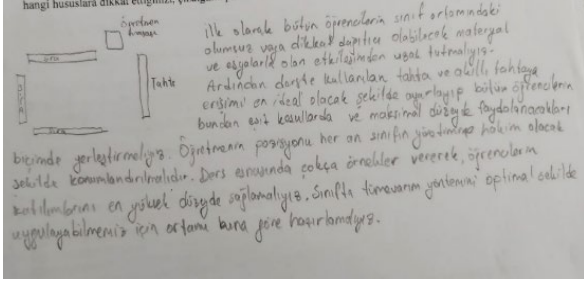 hangi hususlara dikkat
Öğretmen
Sıra
Sıra
Tahta
Sıra
ilk olarak bütün öğrencilerin sınıf ortamındaki
olumsuz veya dikkat dağıtıcı olabilecek materyal
ve eşyalarla olan etkileşimden uzak tutmalıyız.
Ardından derste kullanılan tahta ve akıllı tahtaya
erişimi en ideal olacak şekilde ayarlayıp bütün öğrencilerin
bundan eşit koşullarda ve maksimal düzeyde faydalanacakları
biçimde yerleştirmeliyiz. Öğretmenin pozisyonu her an sınıfın yönetimine hakim olacak
şekilde konumlandırılmalıdır. Ders esnasında çokça örnekler vererek, öğrencilerin
katılımlarını en yüksek düzeyde sağlamalıyız. Sınıfta tümevarım yöntemini optimal şekilde
uygulayabilmemiz için ortamı buna göre hazırlamalıyız.